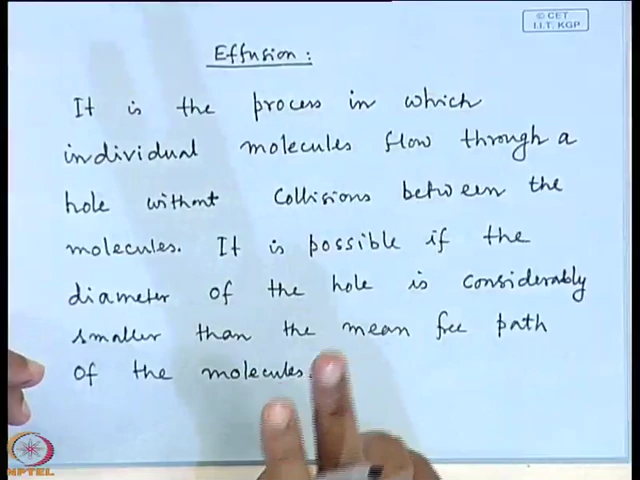 © CET
I.I.T. KGP
Effusion:
It is the process in which
individual molecules flow through a
hole without collisions between the
molecules. It is possible if the
diameter of the hole is considerably
smaller than the mean free path
of the molecules.
NPTEL